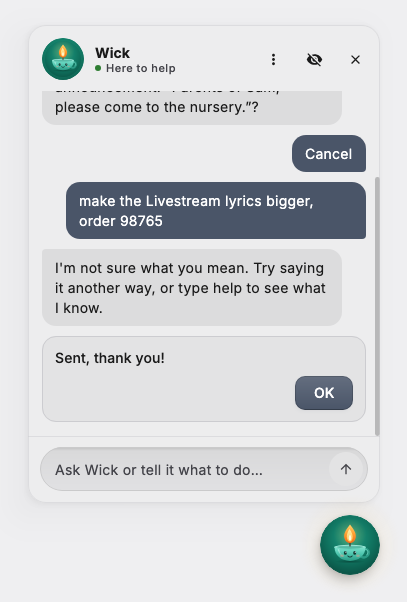 Wick
Here to help
announcement: "Parents of Sam,
please come to the nursery."?
Cancel
make the Livestream lyrics bigger,
order 98765
I'm not sure what you mean. Try saying
it another way, or type help to see what
I know.
Sent, thank you!
OK
Ask Wick or tell it what to do...